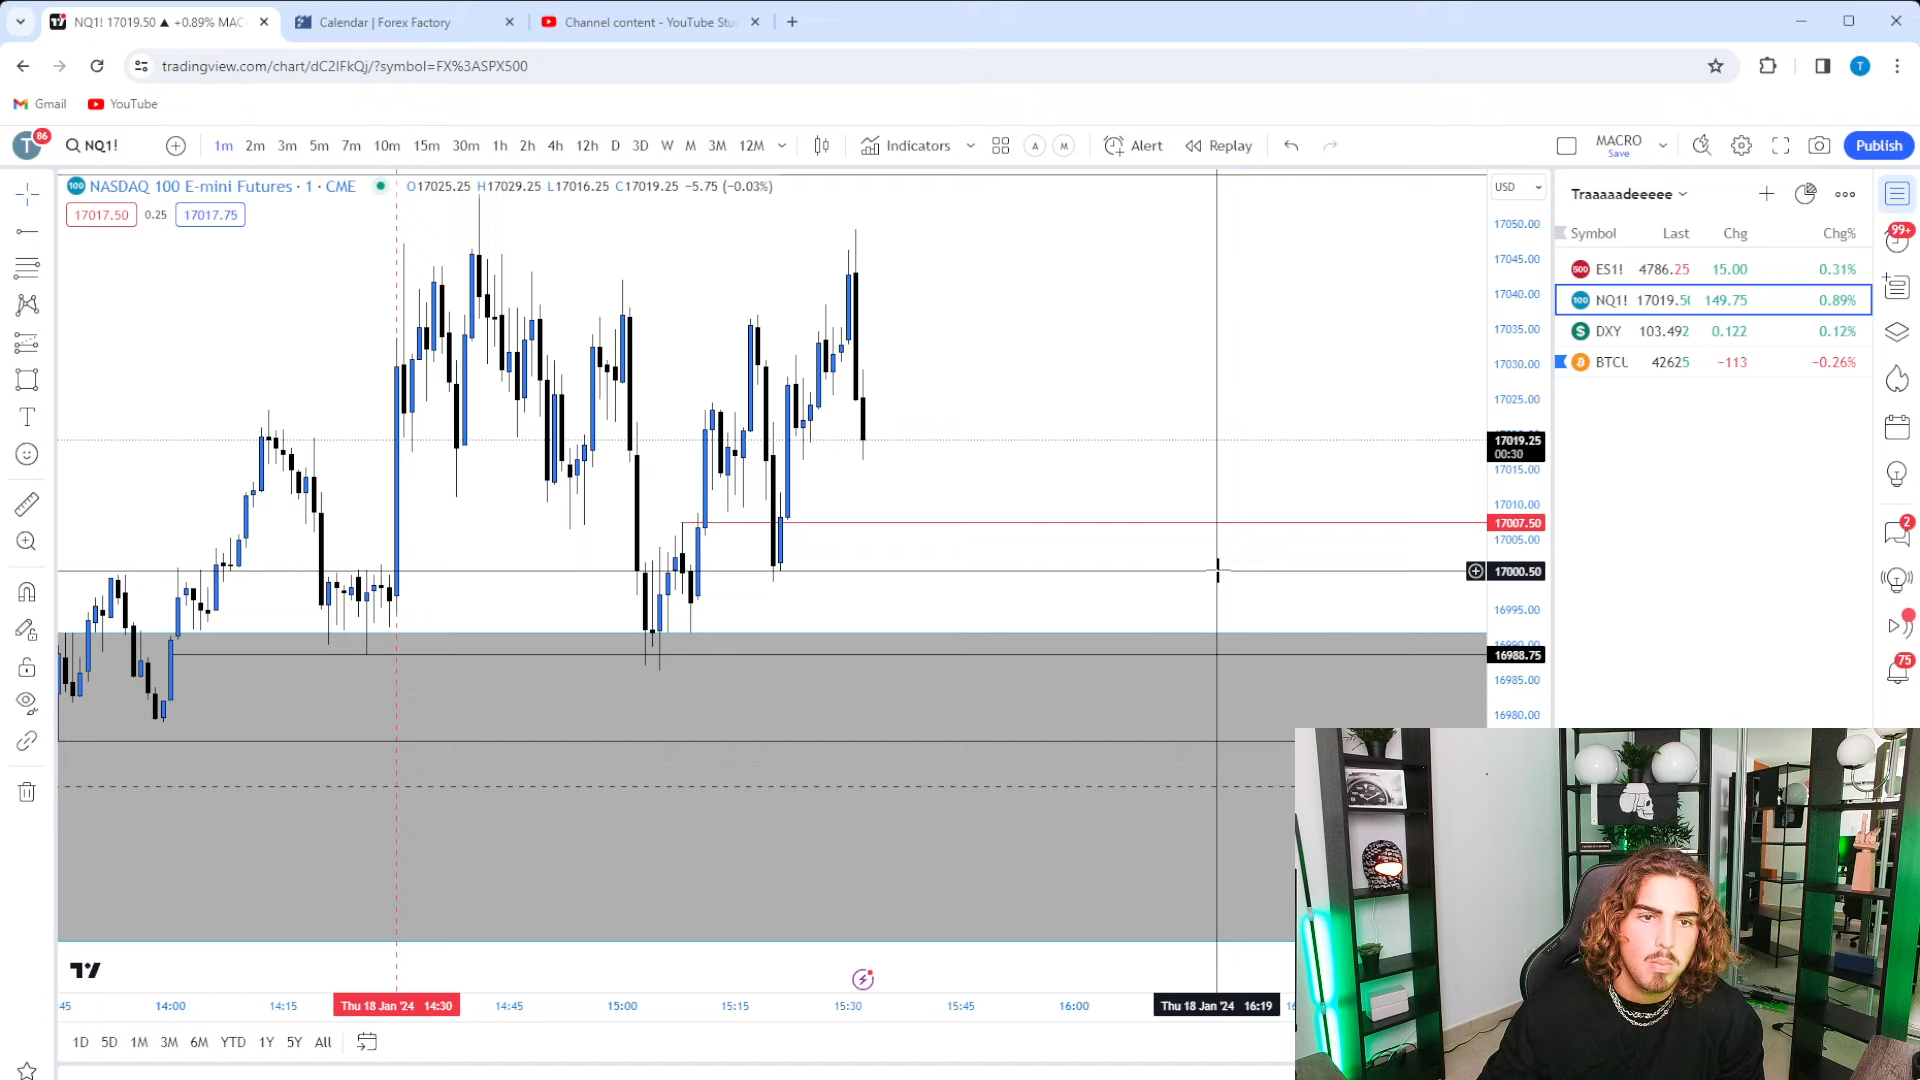 NQ1! 17019.50 ▲ +0.89% MAC
Calendar | Forex Factory
Channel content - YouTube Stu
tradingview.com/chart/dC2IFkQj/?symbol=FX%3ASPX500
T
Gmail
YouTube
T
86
NQ1!
1m 2m 3m 5m 7m 10m 15m 30m 1h 2h 4h 12h D 3D W M 3M 12M
Indicators
A M
Alert
Replay
MACRO
Save
Publish
100 NASDAQ 100 E-mini Futures · 1 · CME
O17025.25 H17029.25 L17016.25 C17019.25 −5.75 (−0.03%)
17017.50 0.25 17017.75
USD
17050.00
17045.00
17040.00
17035.00
17030.00
17025.00
17019.25
00:30
17015.00
17010.00
17007.50
17005.00
17000.50
16995.00
16990.00
16988.75
16985.00
16980.00
Traaaaadeeeee
Symbol Last Chg Chg%
500 ES1! 4786.25 15.00 0.31%
100 NQ1! 17019.50 149.75 0.89%
$ DXY 103.492 0.122 0.12%
BTCU 42625 −113 −0.26%
99+
2
75
:45 14:00 14:15 Thu 18 Jan '24 14:30 14:45 15:00 15:15 15:30 15:45 16:00 Thu 18 Jan '24 16:19
1D 5D 1M 3M 6M YTD 1Y 5Y All